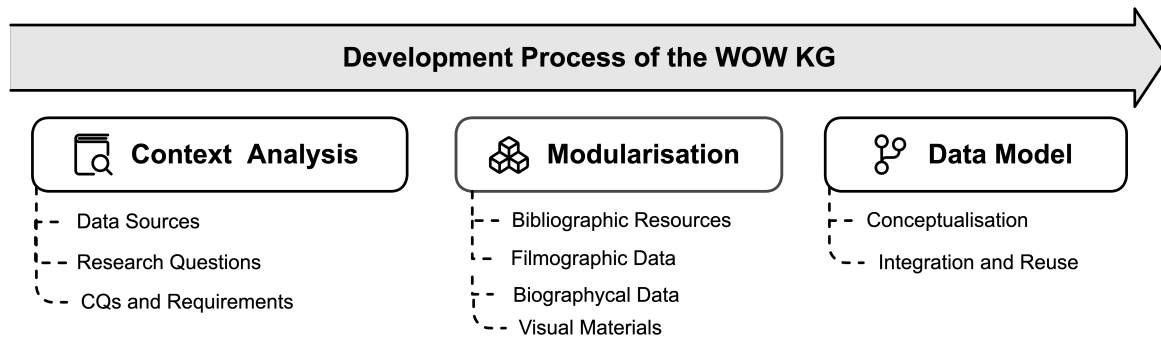 Development Process of the WOW KG
Context Analysis
Data Sources
Research Questions
CQs and Requirements
Modularisation
Bibliographic Resources
Filmographic Data
Biographycal Data
Visual Materials
Data Model
Conceptualisation
Integration and Reuse